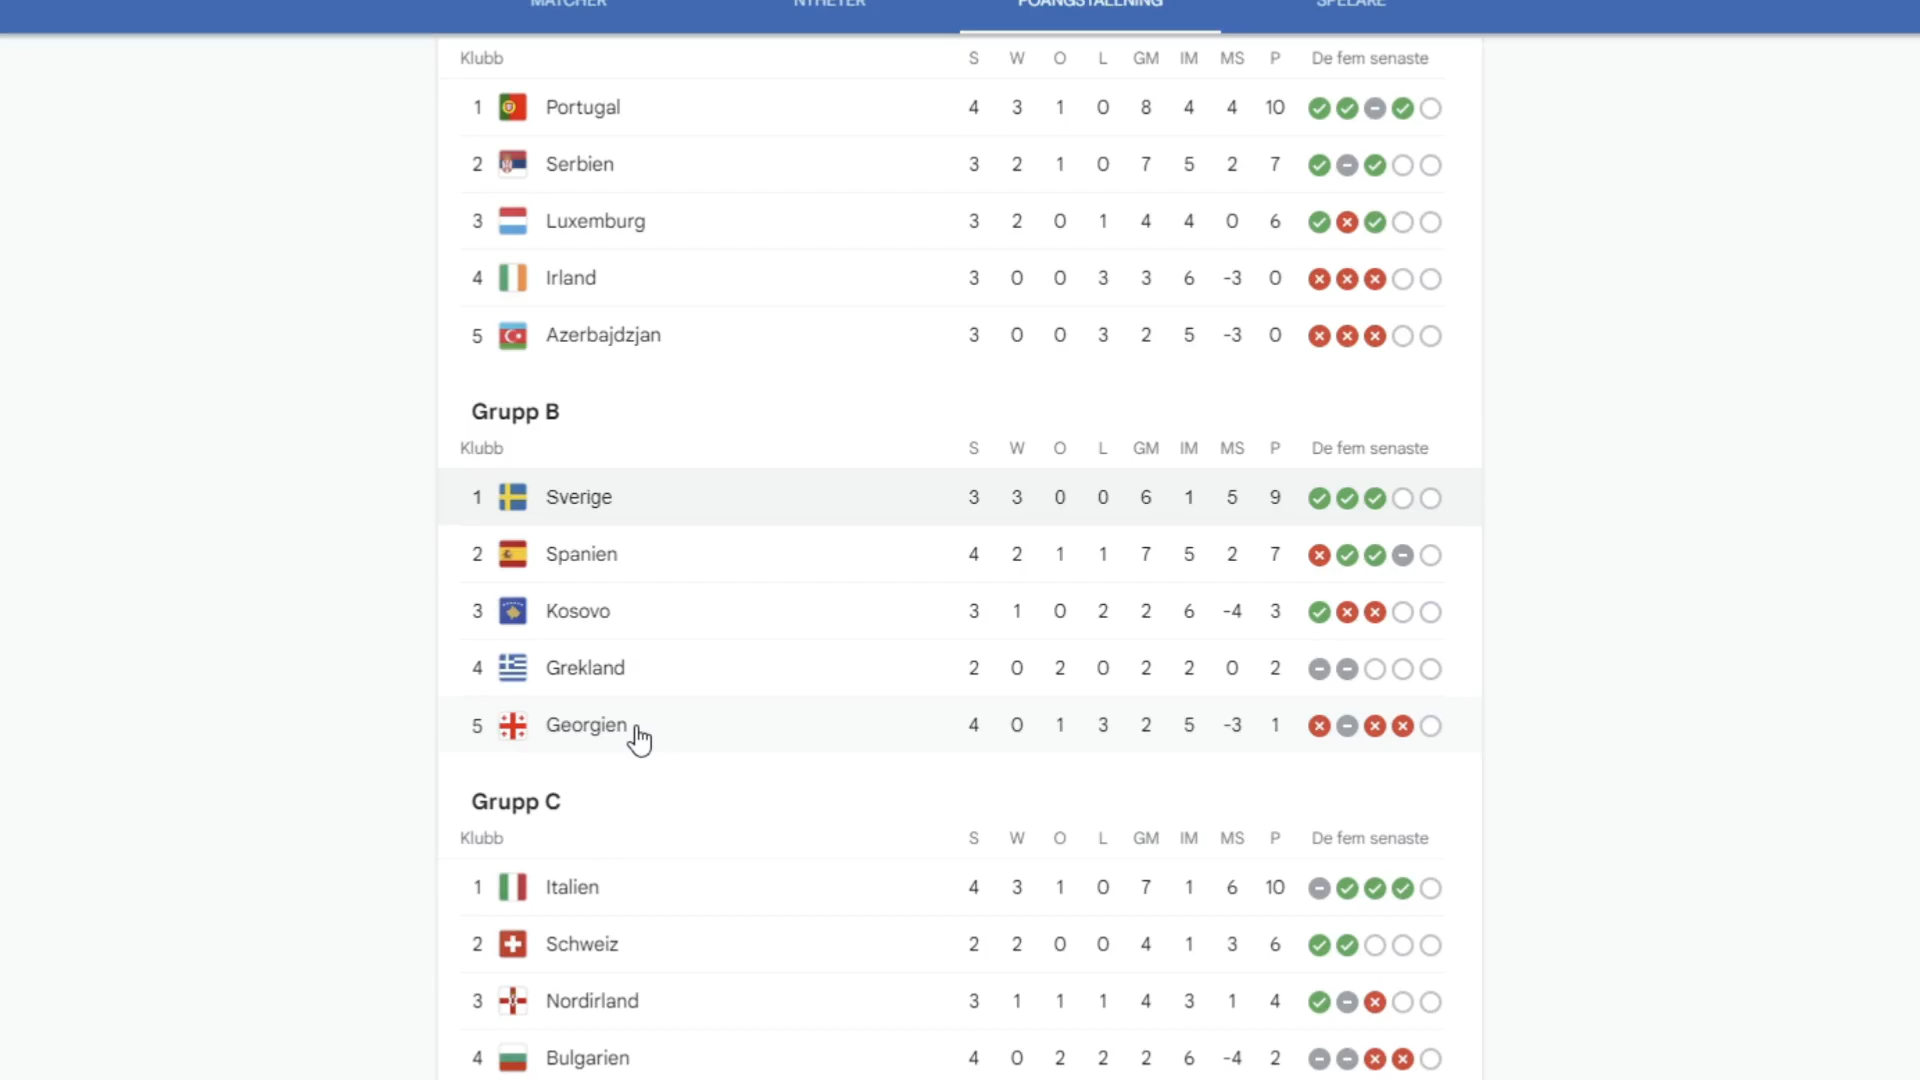 MATCHER NYHETER POÄNGSTÄLLNING SPELARE
Klubb S W O L GM IM MS P De fem senaste
1 Portugal 4 3 1 0 8 4 4 10
2 Serbien 3 2 1 0 7 5 2 7
3 Luxemburg 3 2 0 1 4 4 0 6
4 Irland 3 0 0 3 3 6 -3 0
5 Azerbajdzjan 3 0 0 3 2 5 -3 0
Grupp B
Klubb S W O L GM IM MS P De fem senaste
1 Sverige 3 3 0 0 6 1 5 9
2 Spanien 4 2 1 1 7 5 2 7
3 Kosovo 3 1 0 2 2 6 -4 3
4 Grekland 2 0 2 0 2 2 0 2
5 Georgien 4 0 1 3 2 5 -3 1
Grupp C
Klubb S W O L GM IM MS P De fem senaste
1 Italien 4 3 1 0 7 1 6 10
2 Schweiz 2 2 0 0 4 1 3 6
3 Nordirland 3 1 1 1 4 3 1 4
4 Bulgarien 4 0 2 2 2 6 -4 2